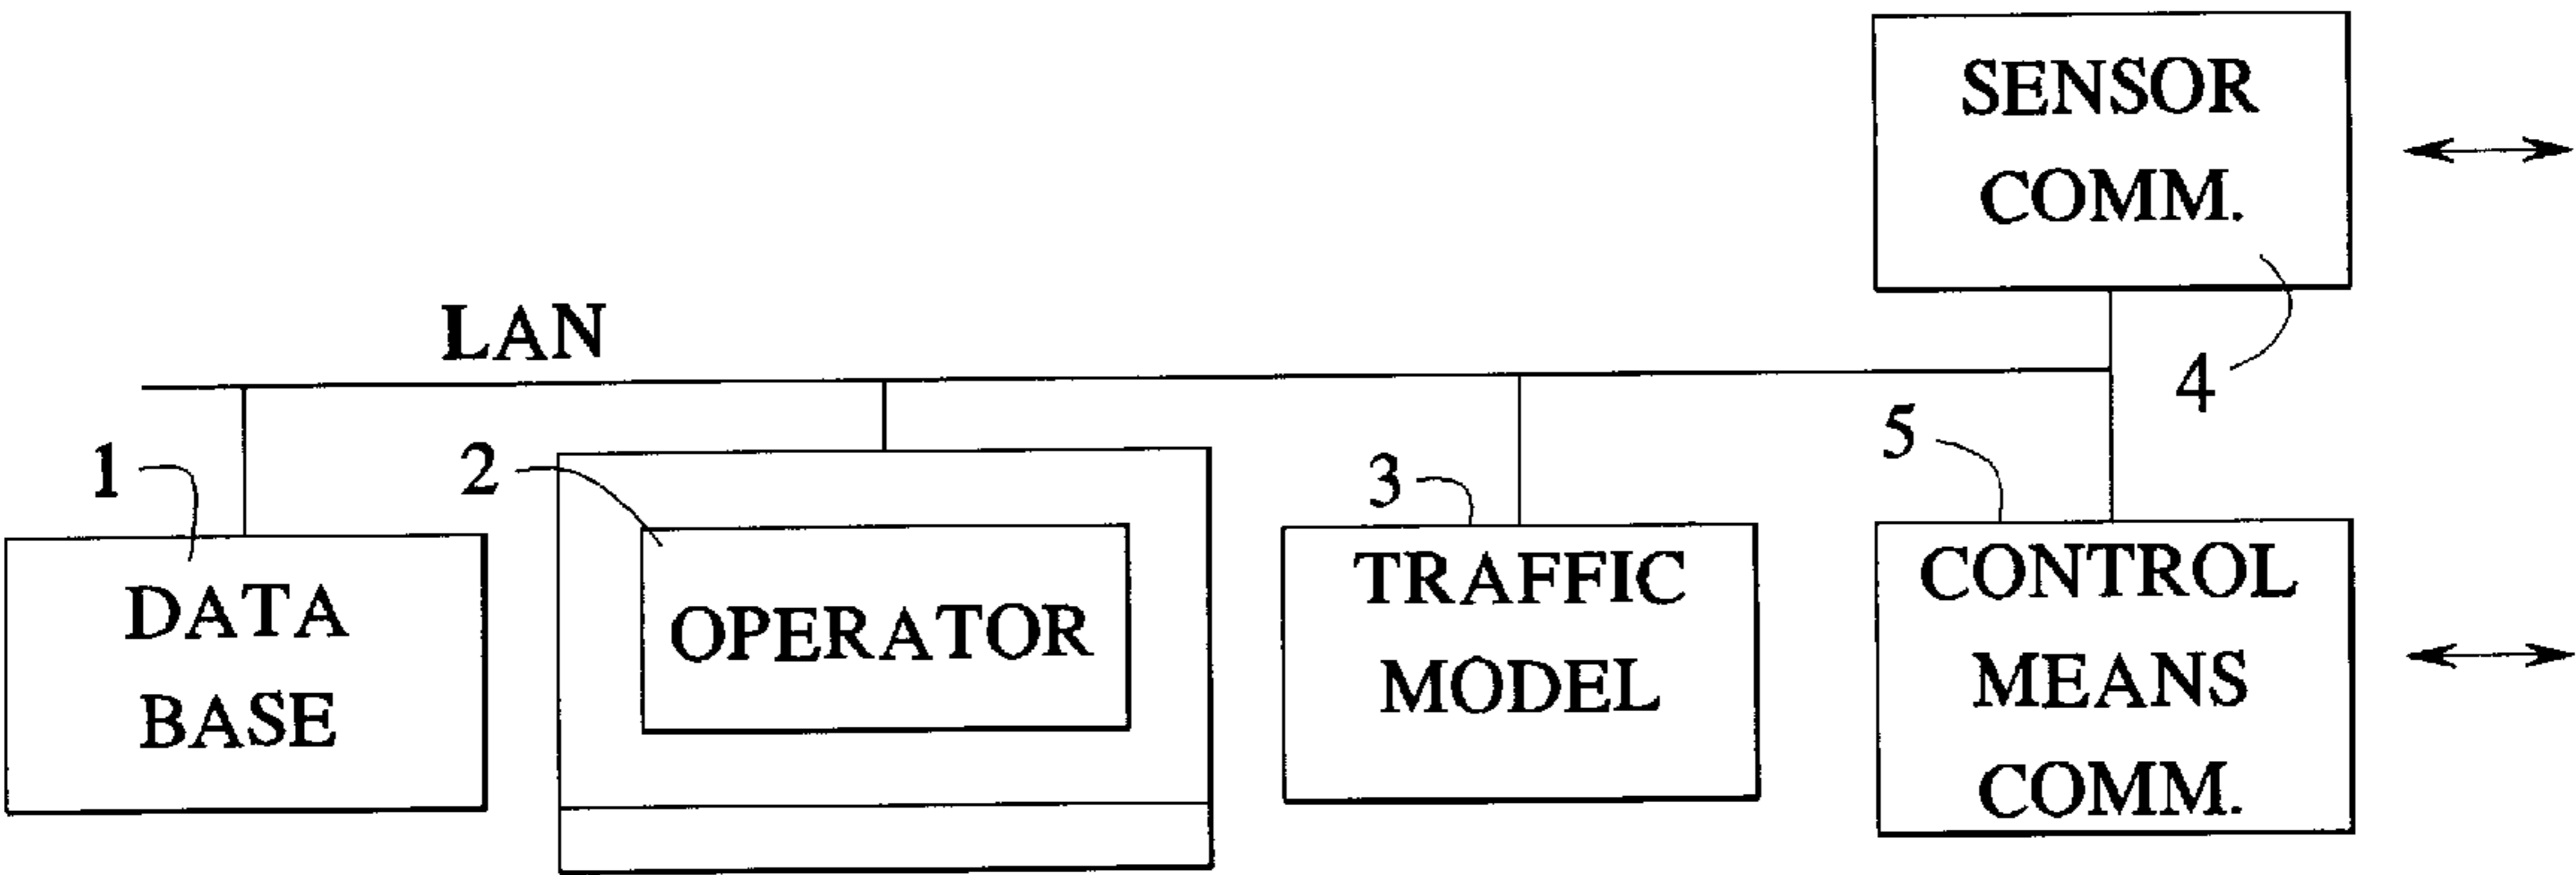 SENSOR
COMM.
LAN
4
1
2
3
5
DATA
BASE
OPERATOR
TRAFFIC
MODEL
CONTROL
MEANS
COMM.